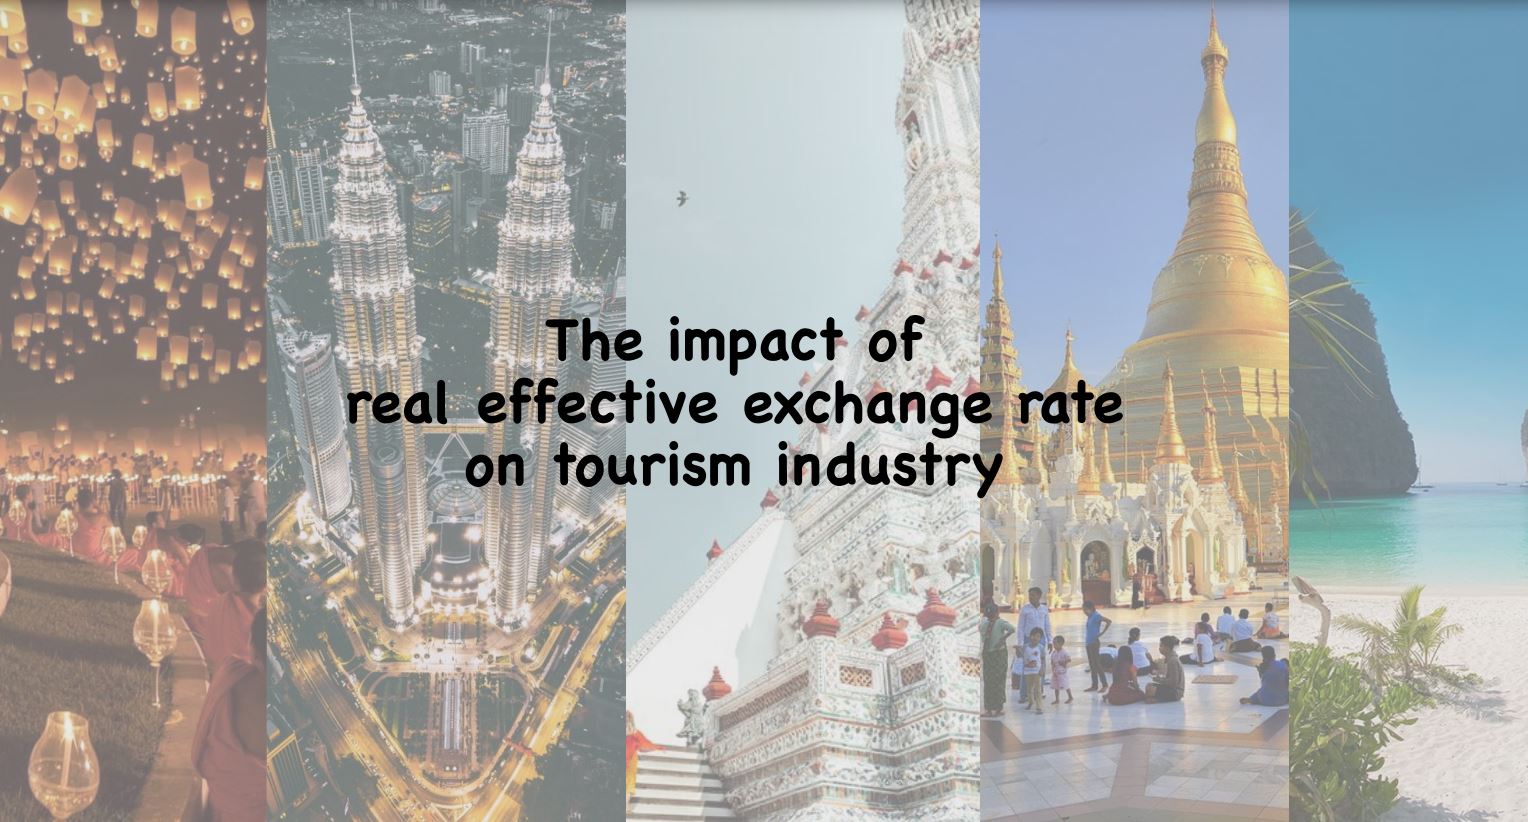 The impact of
real effective exchange rate
on tourism industry